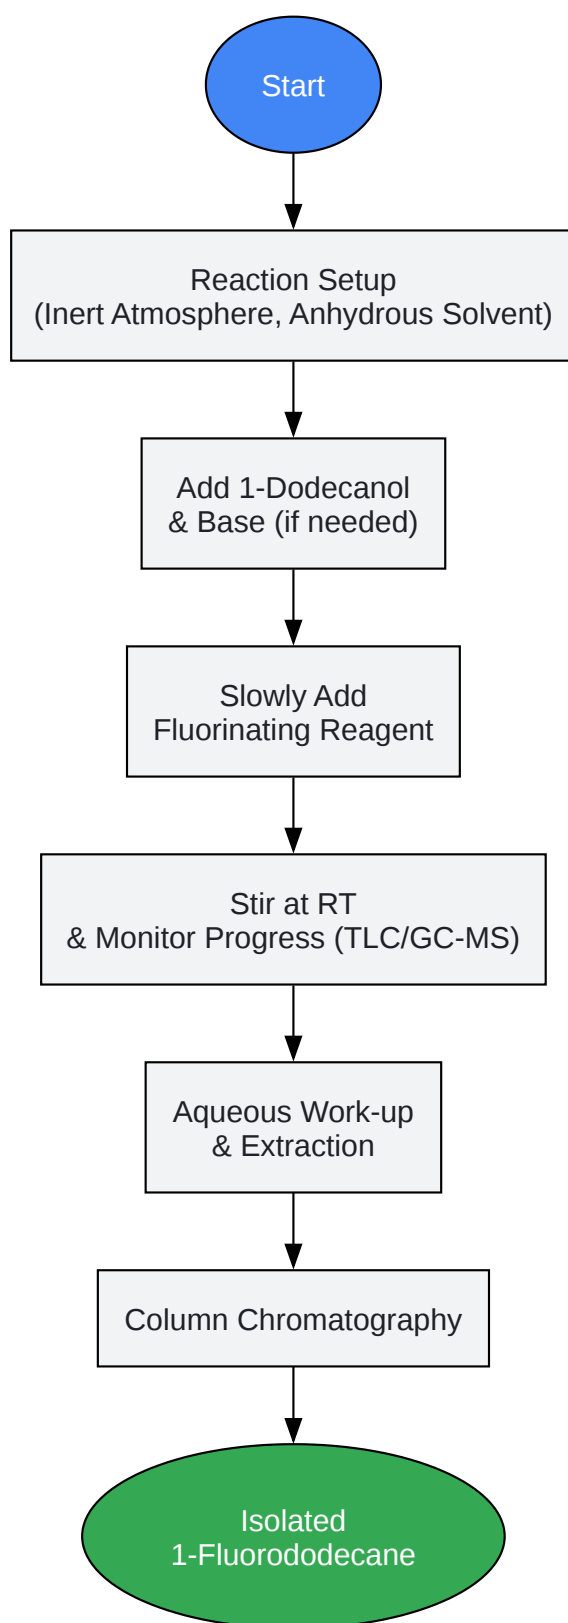 Start
Reaction Setup
(Inert Atmosphere, Anhydrous Solvent)
Add 1-Dodecanol
& Base (if needed)
Slowly Add
Fluorinating Reagent
Stir at RT
& Monitor Progress (TLC/GC-MS)
Aqueous Work-up
& Extraction
Column Chromatography
Isolated
1-Fluorododecane